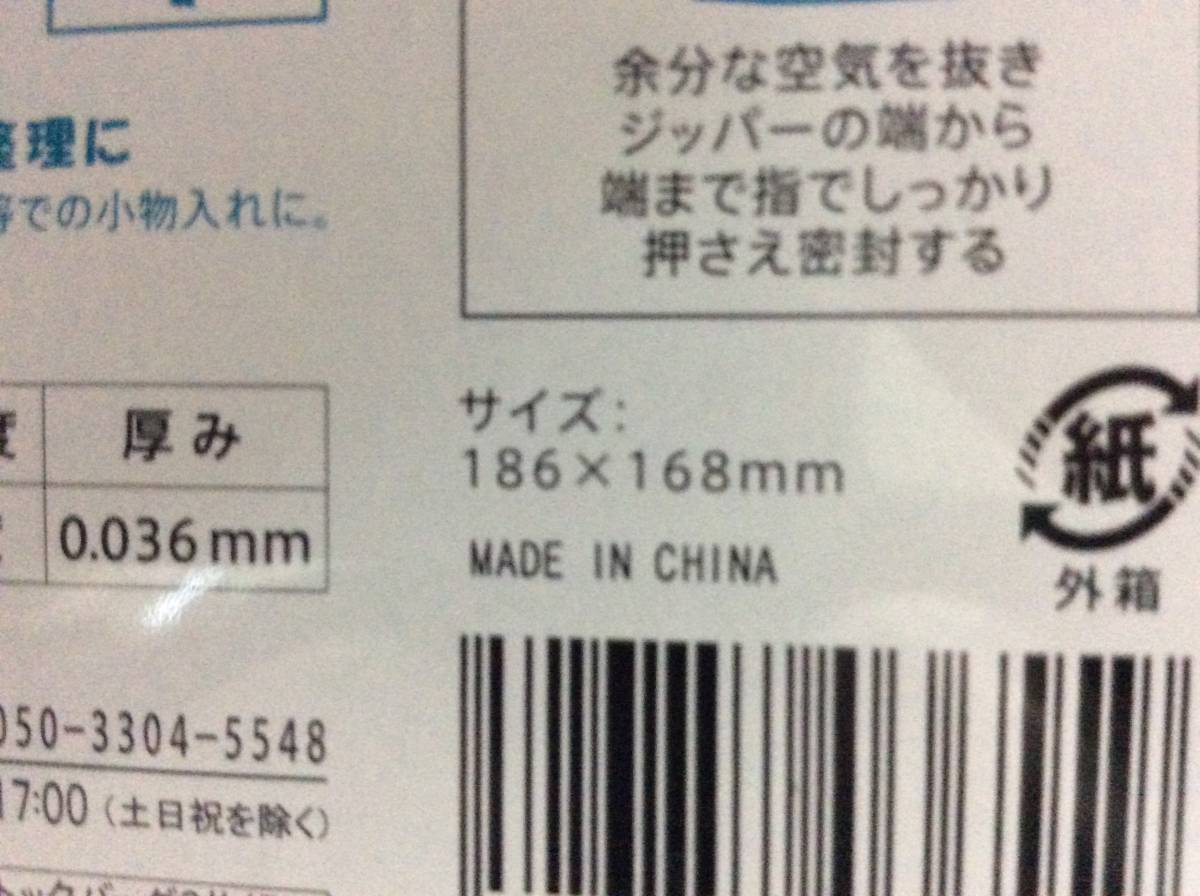 余分な空気を抜き
ジッパーの端から
端まで指でしっかり
押さえ密封する
整理に
等での小物入れに。
度 厚み
0.036mm
サイズ:
186×168mm
MADE IN CHINA
紙
外箱
050-3304-5548
17:00（土日祝を除く）